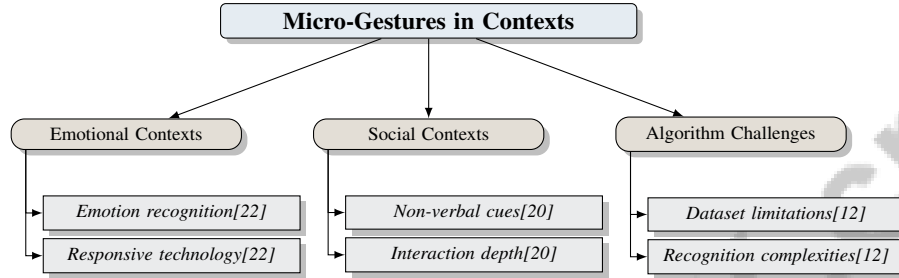 Micro-Gestures in Contexts
Emotional Contexts
Emotion recognition[22]
Responsive technology[22]
Social Contexts
Non-verbal cues[20]
Interaction depth[20]
Algorithm Challenges
Dataset limitations[12]
Recognition complexities[12]